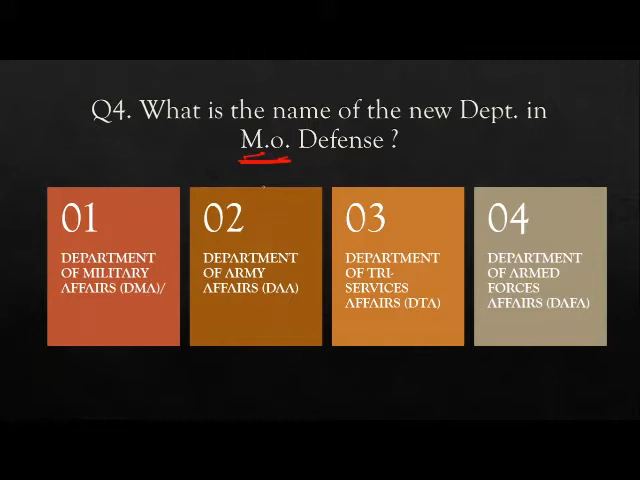 Q4. What is the name of the new Dept. in
M.o. Defense ?
01
DEPARTMENT
OF MILITARY
AFFAIRS (DMA)/
02
DEPARTMENT
OF ARMY
AFFAIRS (DAA)
03
DEPARTMENT
OF TRI-
SERVICES
AFFAIRS (DTA)
04
DEPARTMENT
OF ARMED
FORCES
AFFAIRS (DAFA)